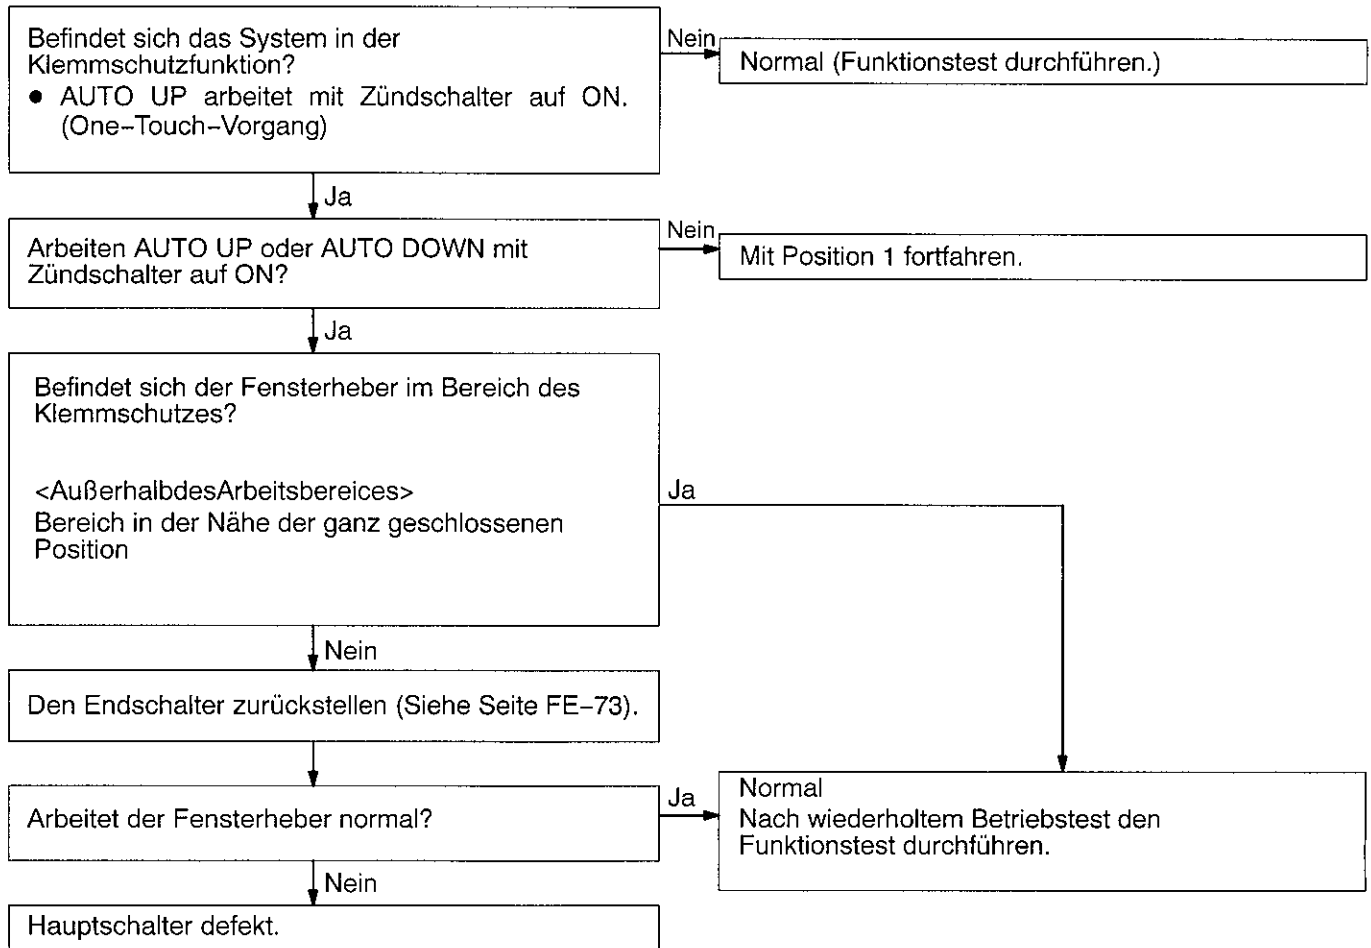 Befindet sich das System in der
Klemmschutzfunktion?
● AUTO UP arbeitet mit Zündschalter auf ON.
(One-Touch-Vorgang)
Nein
Normal (Funktionstest durchführen.)
Ja
Arbeiten AUTO UP oder AUTO DOWN mit
Zündschalter auf ON?
Nein
Mit Position 1 fortfahren.
Ja
Befindet sich der Fensterheber im Bereich des
Klemmschutzes?
<AußerhalbdesArbeitsbereices>
Bereich in der Nähe der ganz geschlossenen
Position
Ja
Nein
Den Endschalter zurückstellen (Siehe Seite FE-73).
Arbeitet der Fensterheber normal?
Ja
Normal
Nach wiederholtem Betriebstest den
Funktionstest durchführen.
Nein
Hauptschalter defekt.